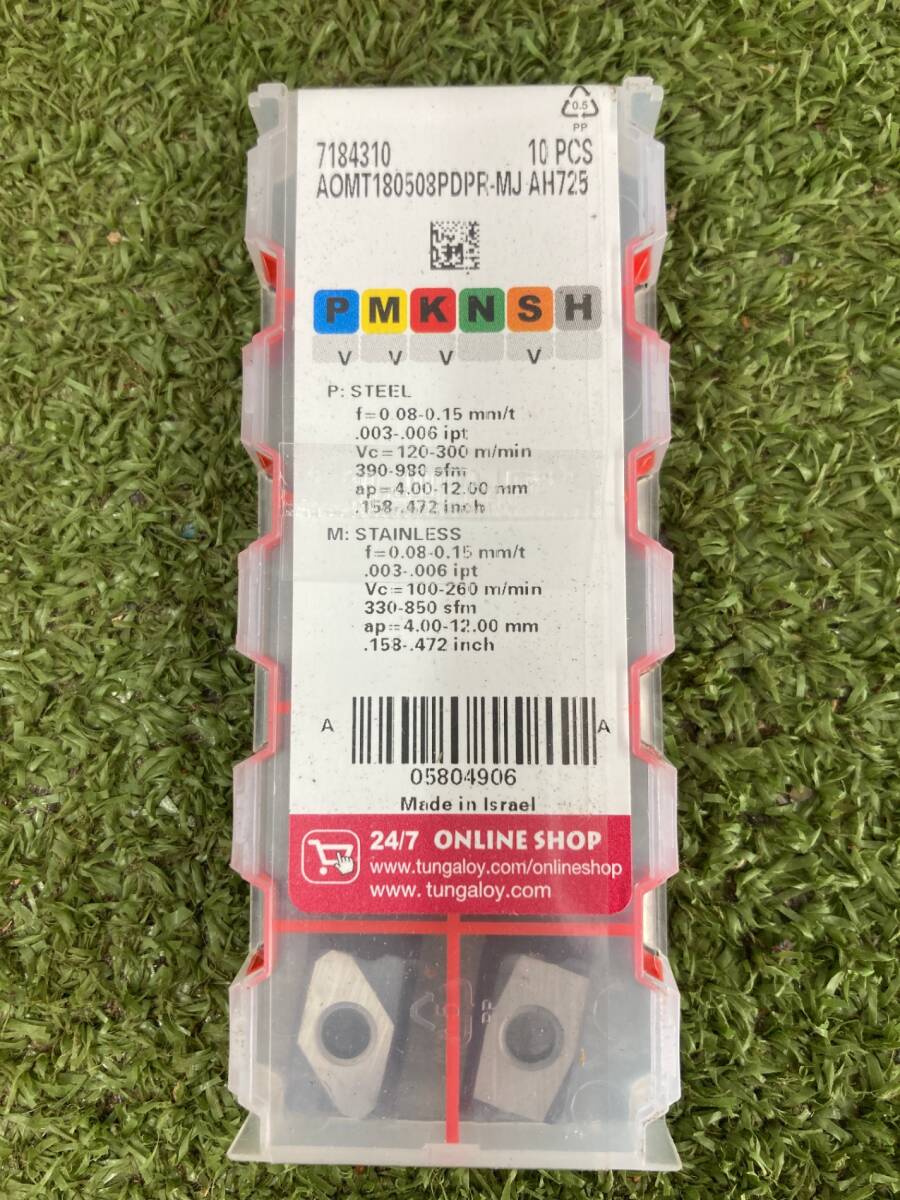 0.5
PP
7184310 10 PCS
AOMT180508PDPR-MJ AH725
P M K N S H
V V V V
P: STEEL
f=0.08-0.15 mm/t
.003-.006 ipt
Vc=120-300 m/min
390-980 sfm
ap=4.00-12.00 mm
.158-.472 inch
M: STAINLESS
f=0.08-0.15 mm/t
.003-.006 ipt
Vc=100-260 m/min
330-850 sfm
ap=4.00-12.00 mm
.158-.472 inch
A A
05804906
Made in Israel
24/7 ONLINE SHOP
www.tungaloy.com/onlineshop
www. tungaloy.com
PP